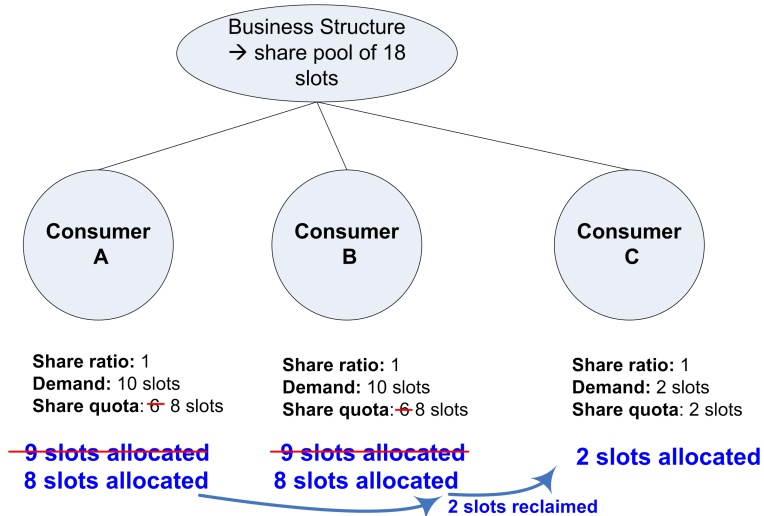 Business Structure
→ share pool of 18
slots
Consumer
A
Consumer
B
Consumer
C
Share ratio: 1
Demand: 10 slots
Share quota: 6 8 slots
9 slots allocated
8 slots allocated
Share ratio: 1
Demand: 10 slots
Share quota: 6 8 slots
9 slots allocated
8 slots allocated
Share ratio: 1
Demand: 2 slots
Share quota: 2 slots
2 slots allocated
2 slots reclaimed